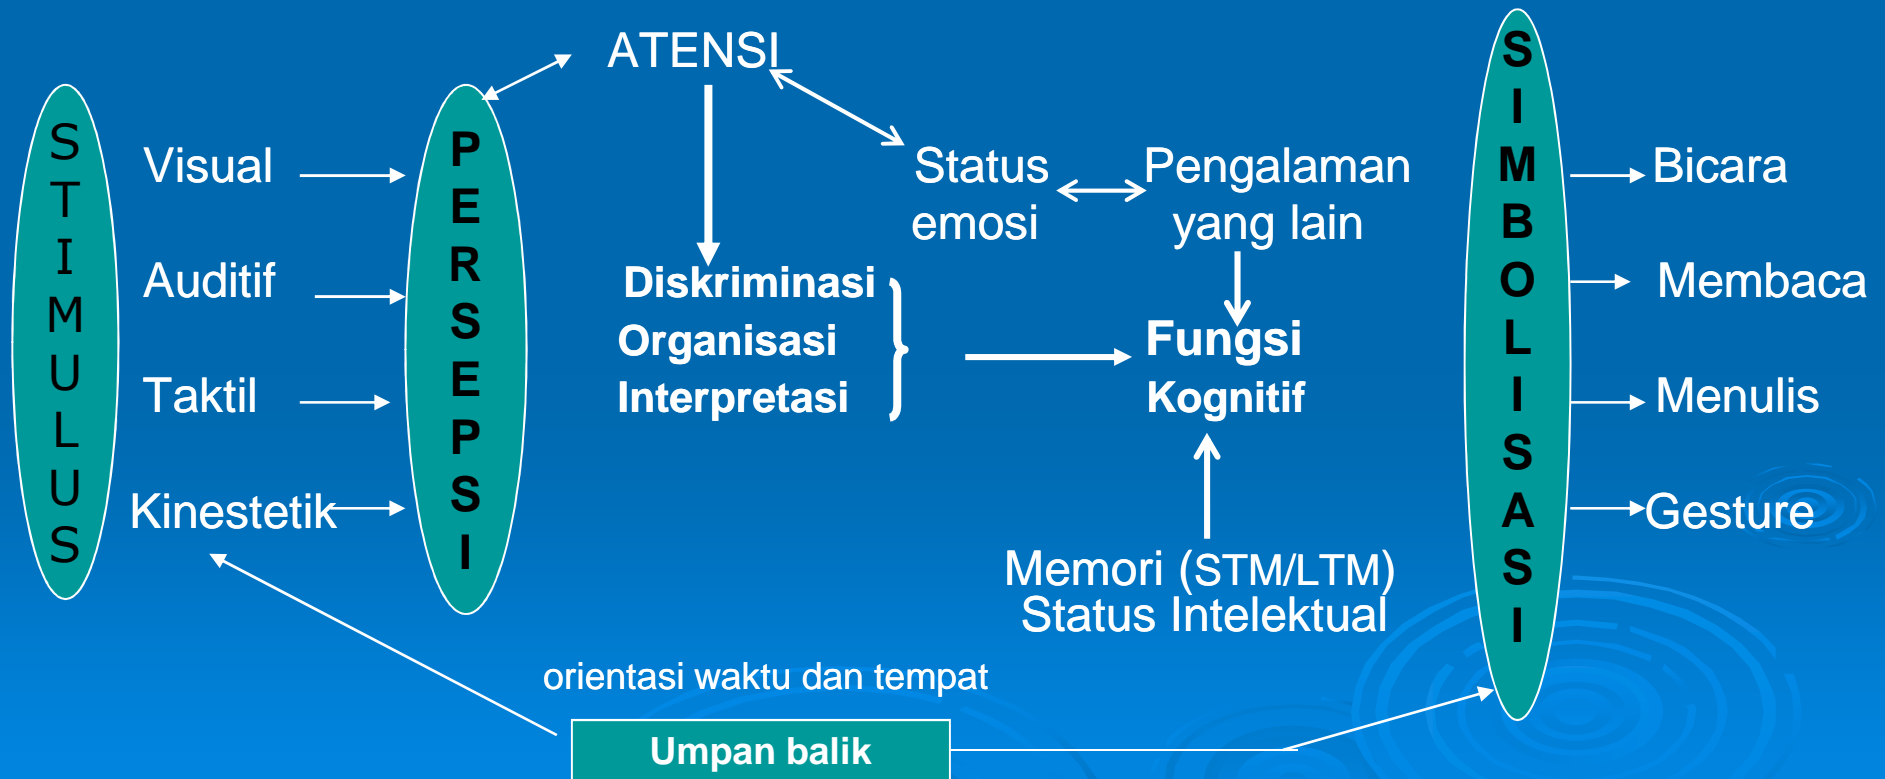 STIMULUS
Visual
Auditif
Taktil
Kinestetik
PERSEPSI
ATENSI
Status
emosi
Pengalaman
yang lain
Diskriminasi
Organisasi
Interpretasi
Fungsi
Kognitif
Memori (STM/LTM)
Status Intelektual
SIMBOLISASI
Bicara
Membaca
Menulis
Gesture
orientasi waktu dan tempat
Umpan balik